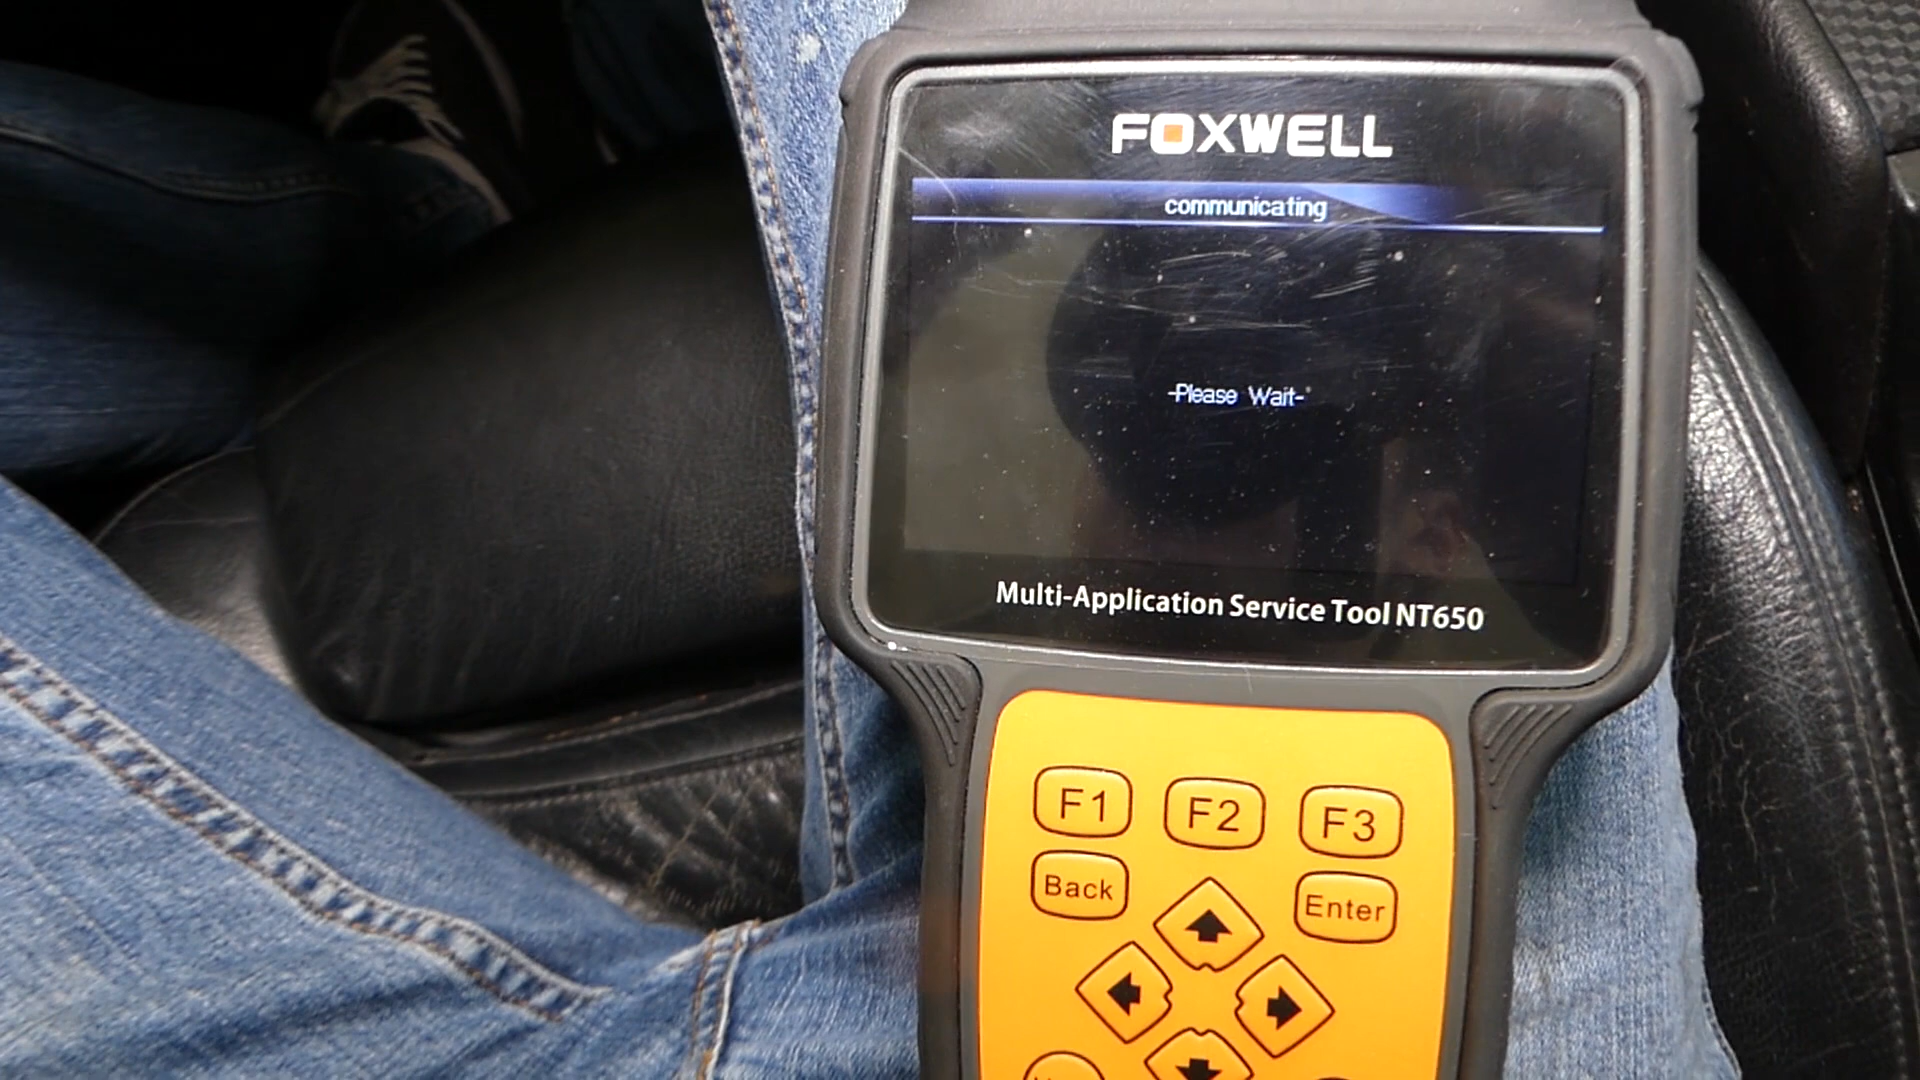 FOXWELL
communicating
-Please Wait-
Multi-Application Service Tool NT650
F1 F2 F3
Back Enter